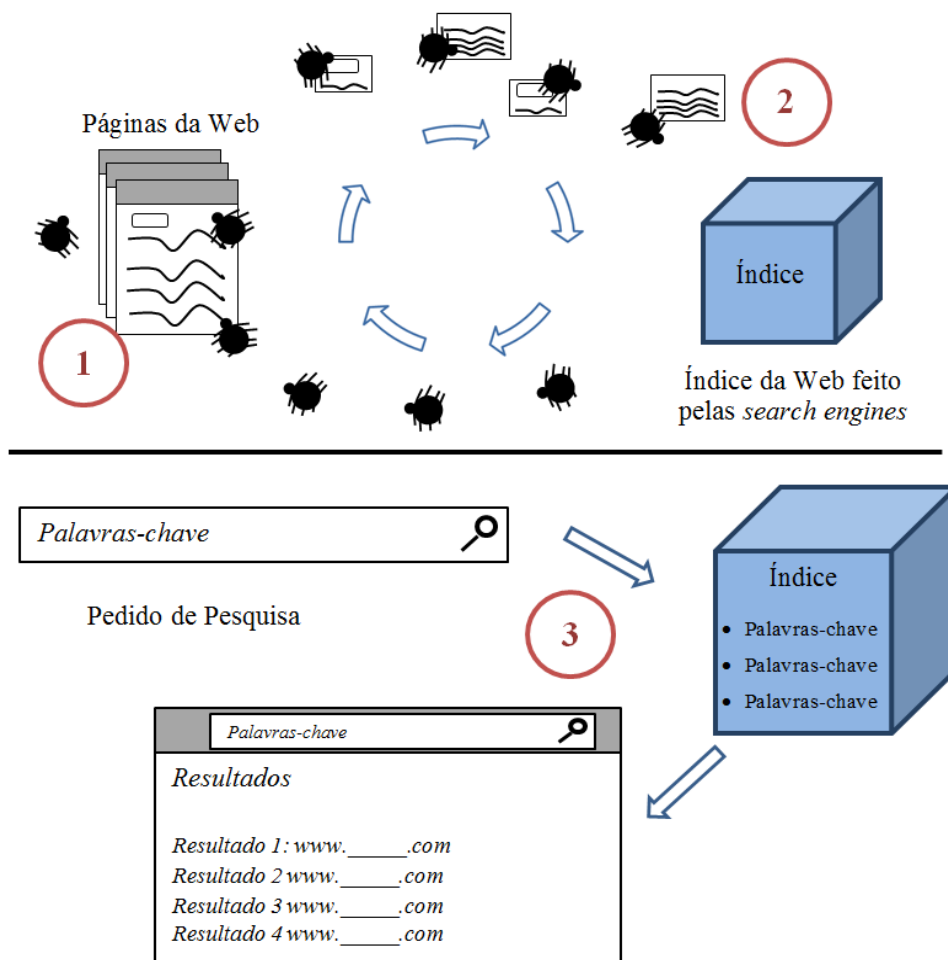 2
Páginas da Web
Índice
1
Índice da Web feito
pelas search engines
Palavras-chave
Índice
Pedido de Pesquisa
3
• Palavras-chave
• Palavras-chave
• Palavras-chave
Palavras-chave
Resultados
Resultado 1: www.______.com
Resultado 2 www.______.com
Resultado 3 www.______.com
Resultado 4 www.______.com